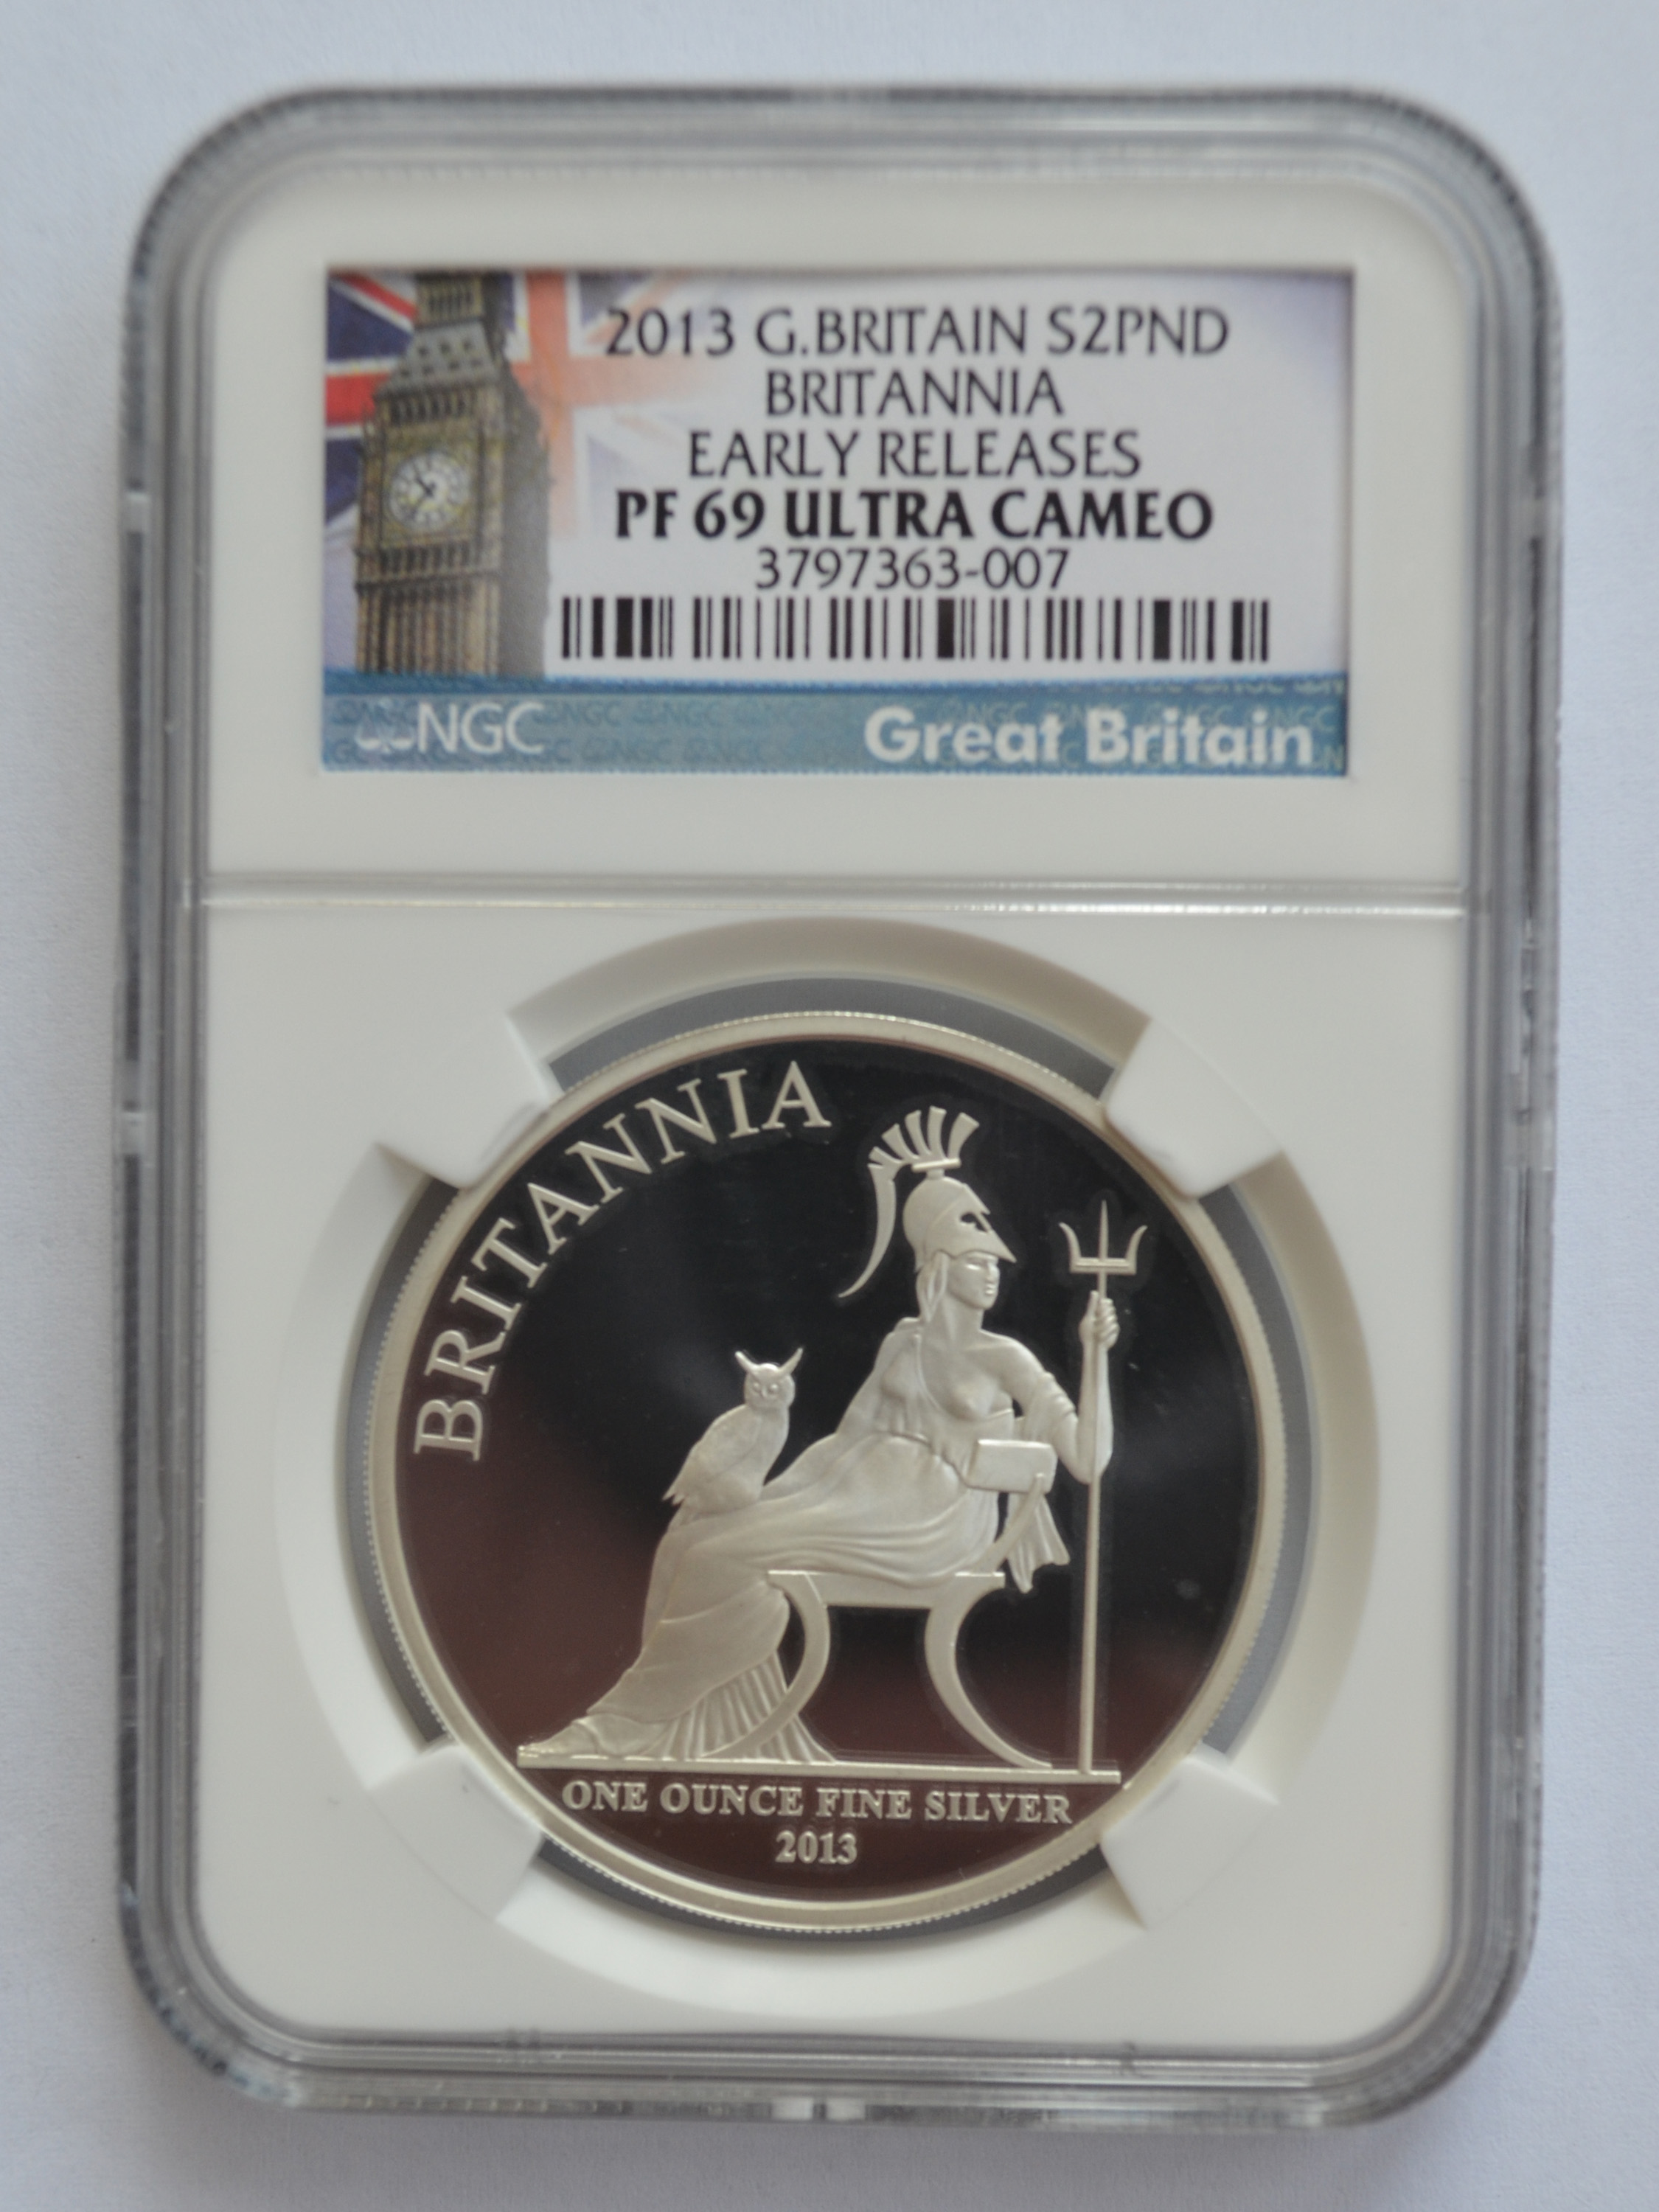 2013 G.BRITAIN S2PND
BRITANNIA
EARLY RELEASES
PF 69 ULTRA CAMEO
3797363-007
NGC
Great Britain
BRITANNIA
ONE OUNCE FINE SILVER
2013